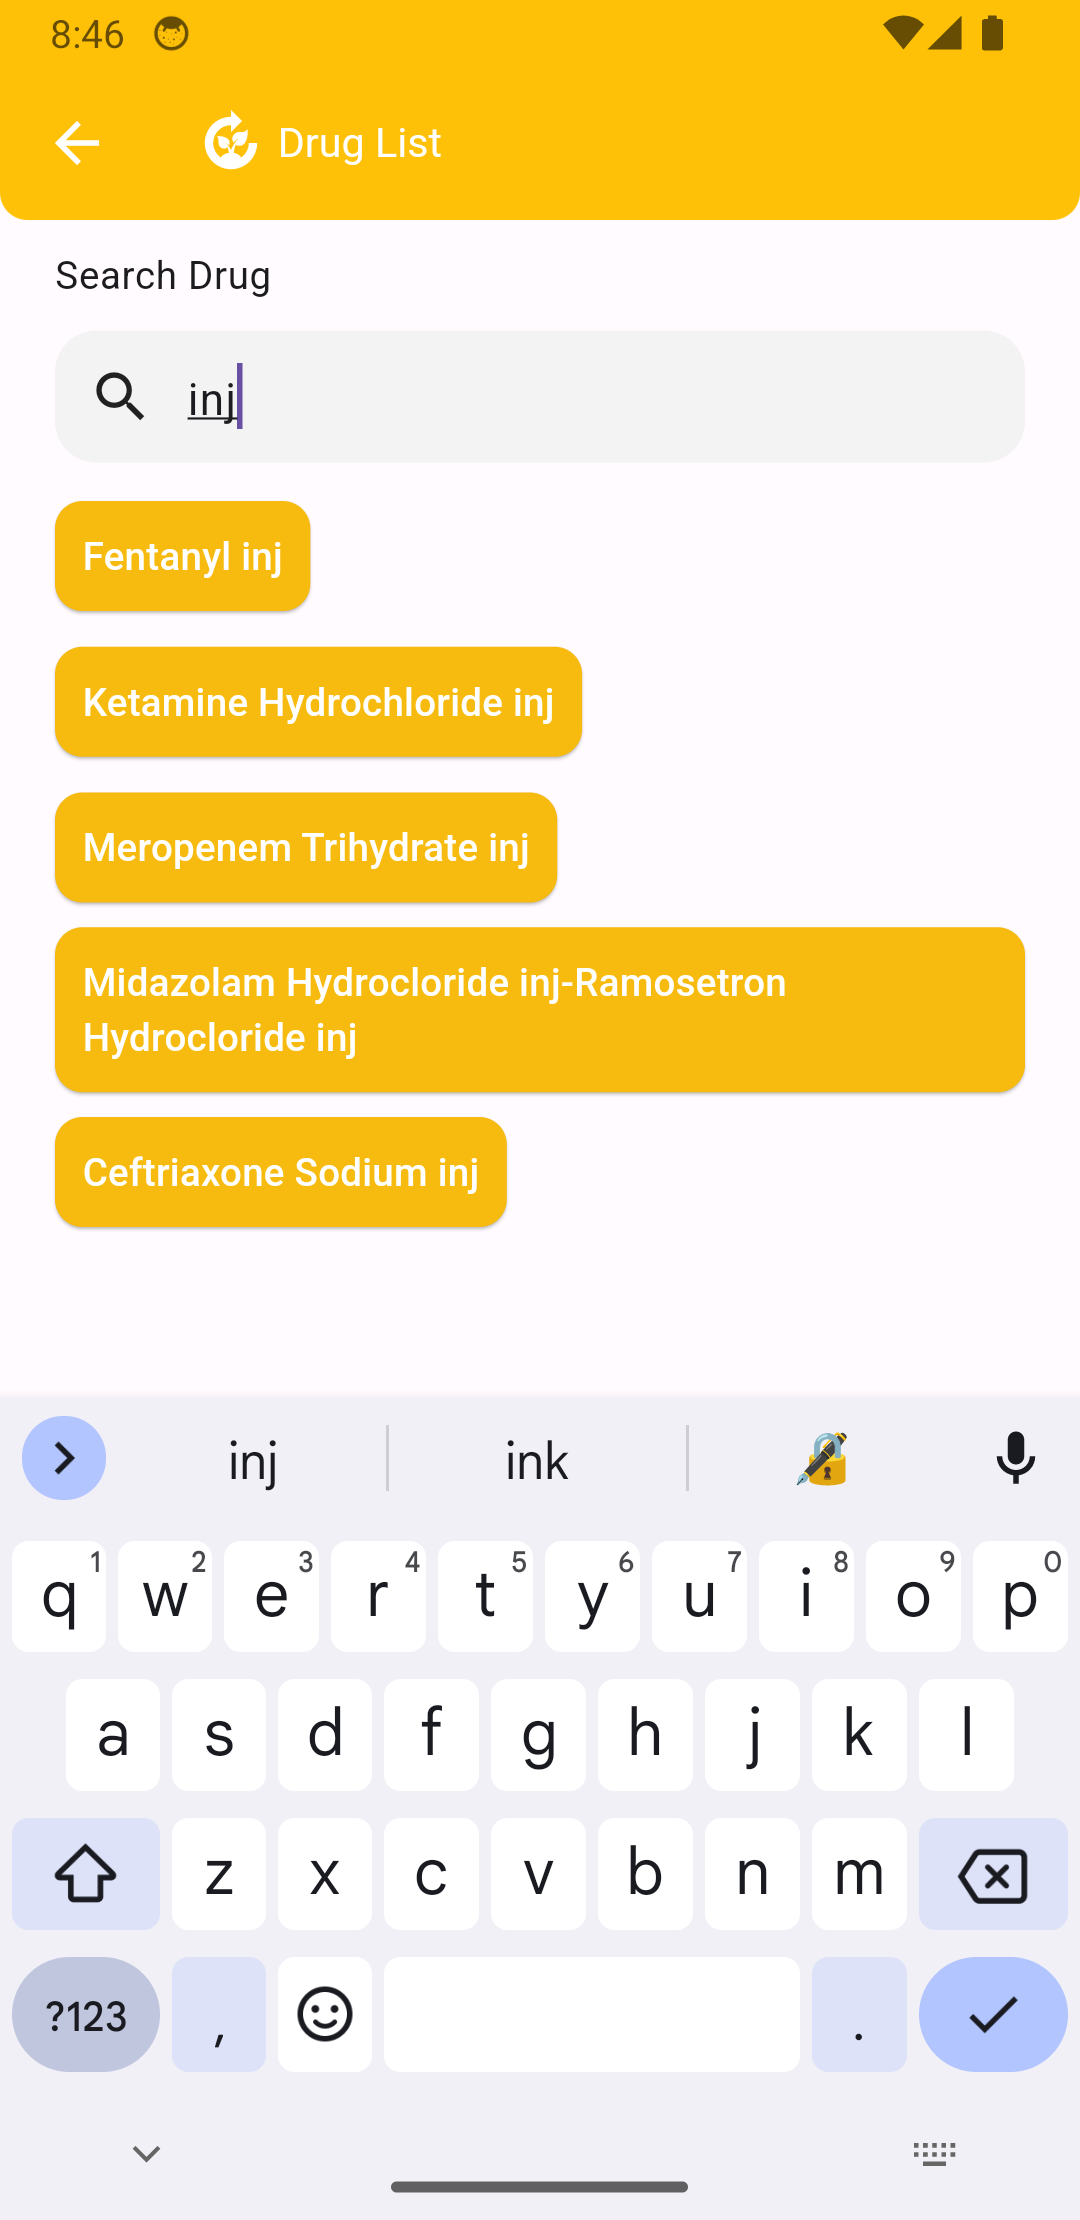 8:46
Drug List
Search Drug
inj
Fentanyl inj
Ketamine Hydrochloride inj
Meropenem Trihydrate inj
Midazolam Hydrocloride inj-Ramosetron
Hydrocloride inj
Ceftriaxone Sodium inj
inj ink
q 1 w 2 e 3 r 4 t 5 y 6 u 7 i 8 o 9 p 0
a s d f g h j k l
z x c v b n m
?123 , .